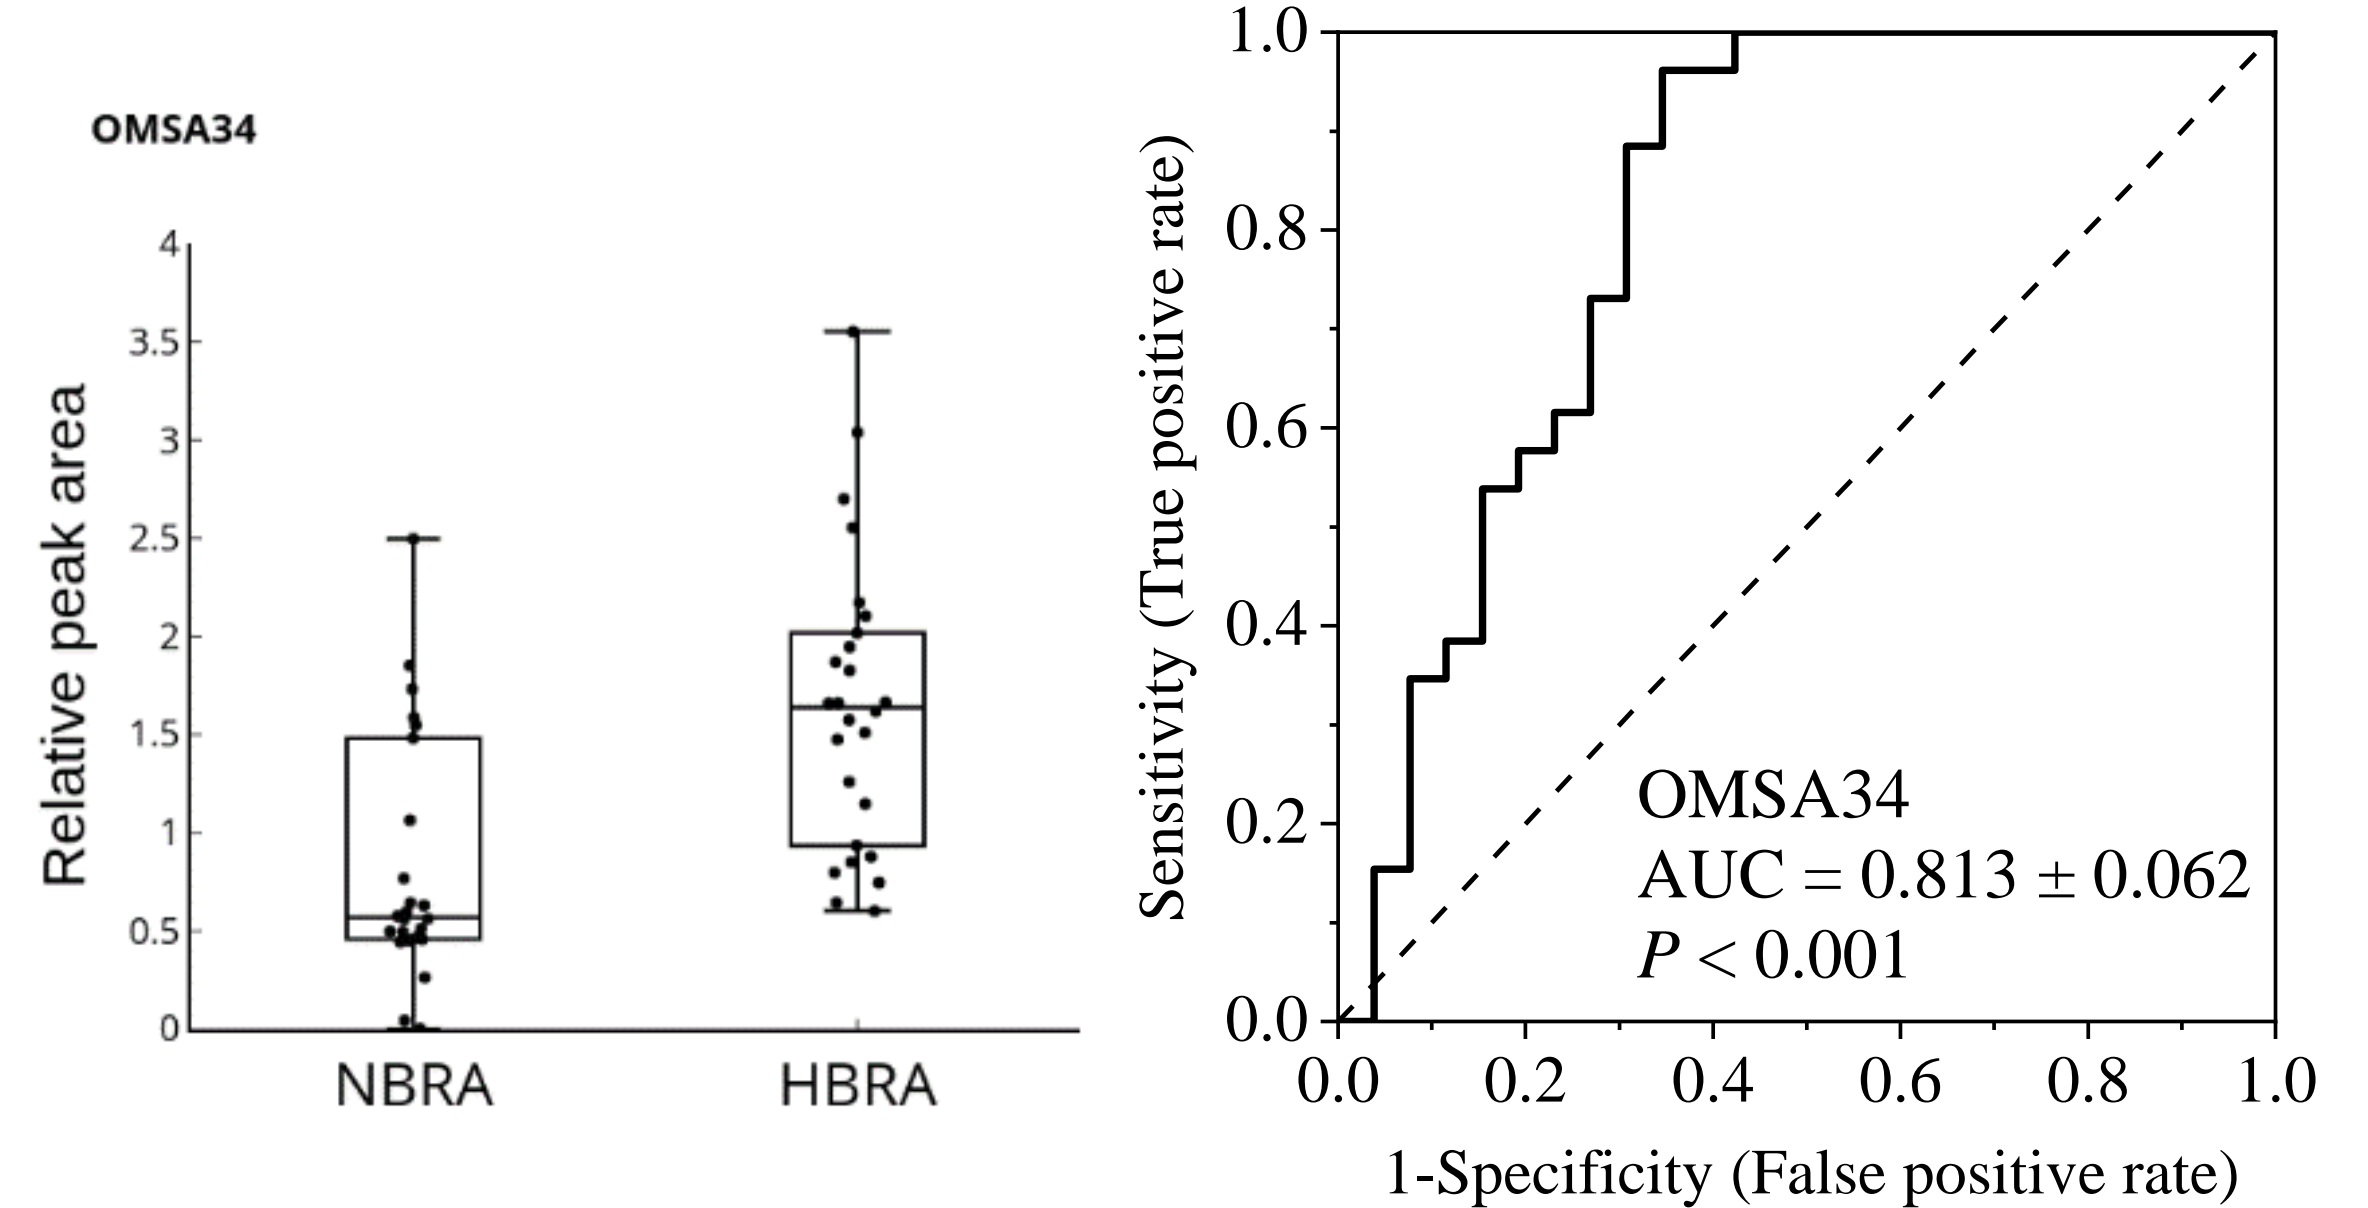 OMSA34
Relative peak area
4
3.5
3
2.5
2
1.5
1
0.5
0
NBRA
HBRA
Sensitivity (True positive rate)
1.0
0.8
0.6
0.4
0.2
0.0
OMSA34
AUC = 0.813 ± 0.062
P < 0.001
0.0 0.2 0.4 0.6 0.8 1.0
1-Specificity (False positive rate)